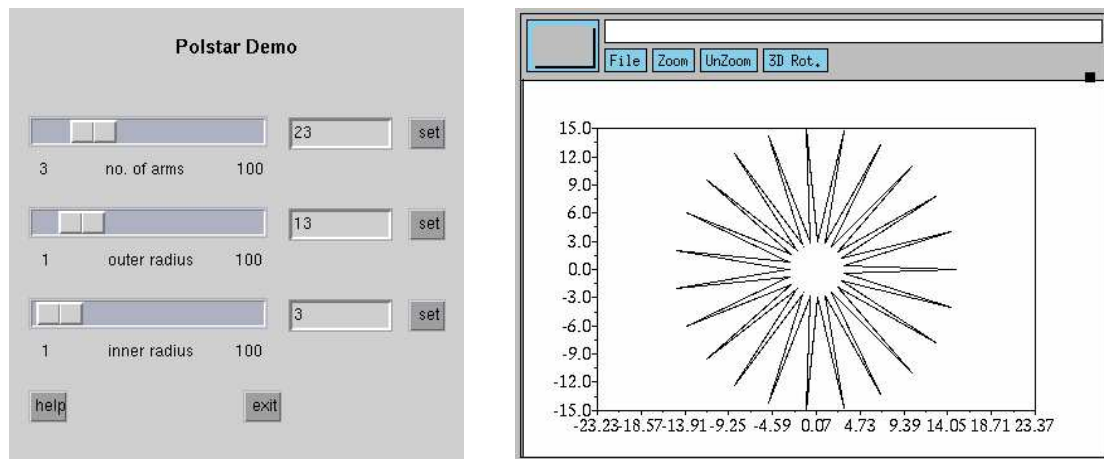 Polstar Demo
23 set
3 no. of arms 100
13 set
1 outer radius 100
3 set
1 inner radius 100
help exit
File Zoom UnZoom 3D Rot.
15.0
12.0
9.0
6.0
3.0
0.0
-3.0
-6.0
-9.0
-12.0
-15.0
-23.23 -18.57 -13.91 -9.25 -4.59 0.07 4.73 9.39 14.05 18.71 23.37